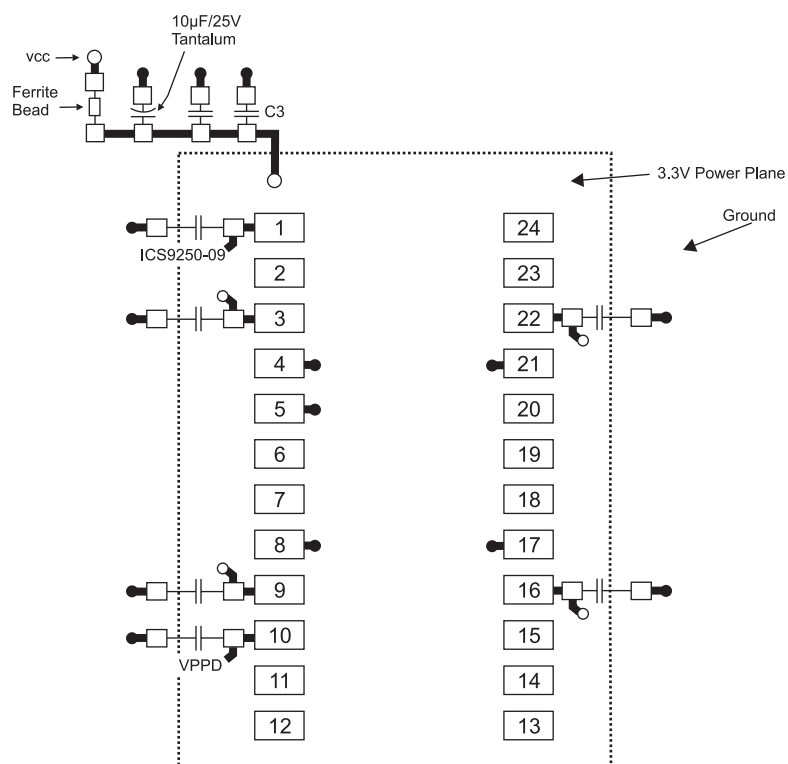 10µF/25V
Tantalum
vcc
Ferrite
Bead
C3
3.3V Power Plane
Ground
1
24
ICS9250-09
2
23
3
22
4
21
5
20
6
19
7
18
8
17
9
16
10
15
VPPD
11
14
12
13